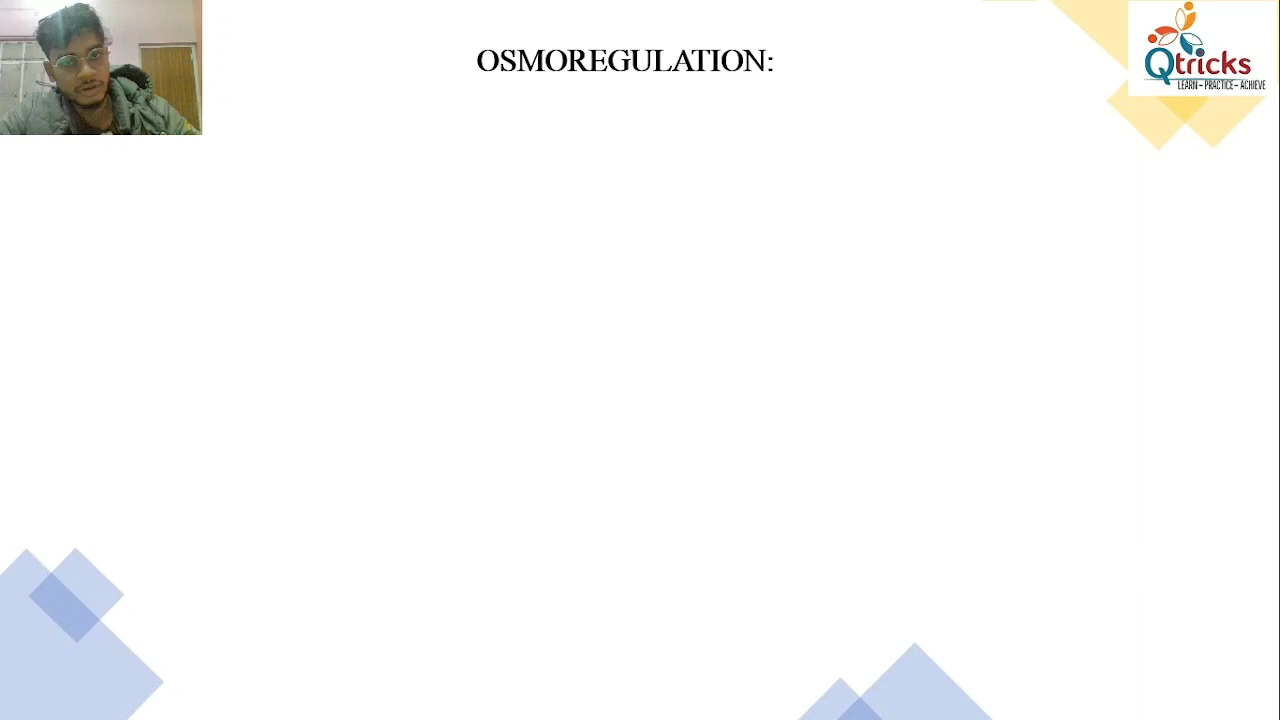 OSMOREGULATION:
Qtricks
LEARN – PRACTICE – ACHIEVE